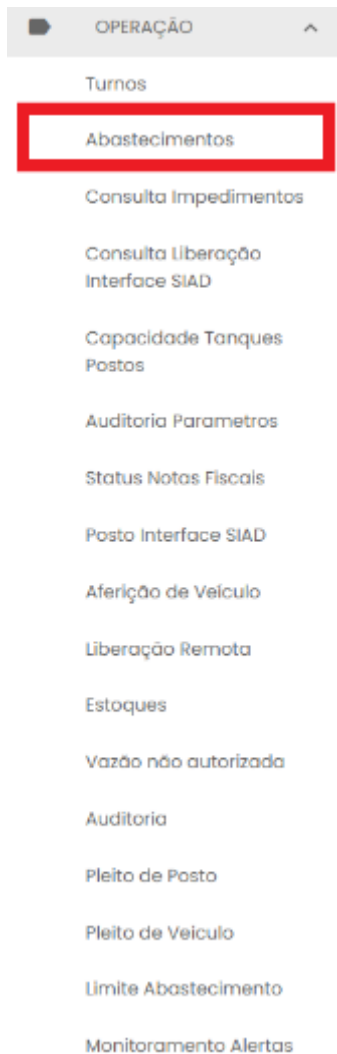 OPERAÇÃO
Turnos
Abastecimentos
Consulta Impedimentos
Consulta Liberação
Interface SIAD
Capacidade Tanques
Postos
Auditoria Parametros
Status Notas Fiscais
Posto Interface SIAD
Aferição de Veículo
Liberação Remota
Estoques
Vazão não autorizada
Auditoria
Pleito de Posto
Pleito de Veiculo
Limite Abastecimento
Monitoramento Alertas